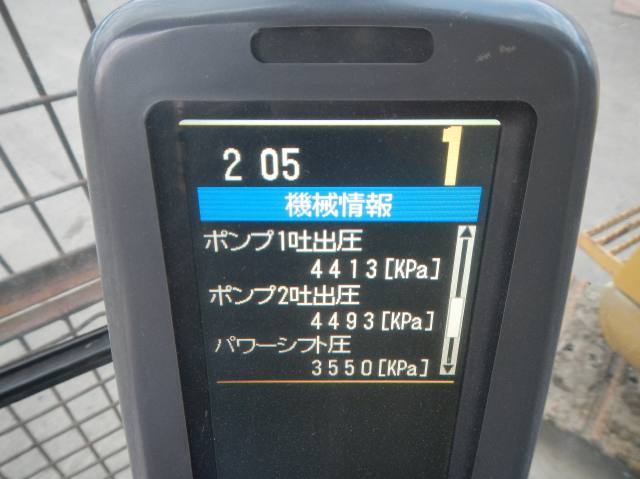 2 05 1
機械情報
ポンプ1吐出圧
4413[KPa]
ポンプ2吐出圧
4493[KPa]
パワーシフト圧
3550[KPa]